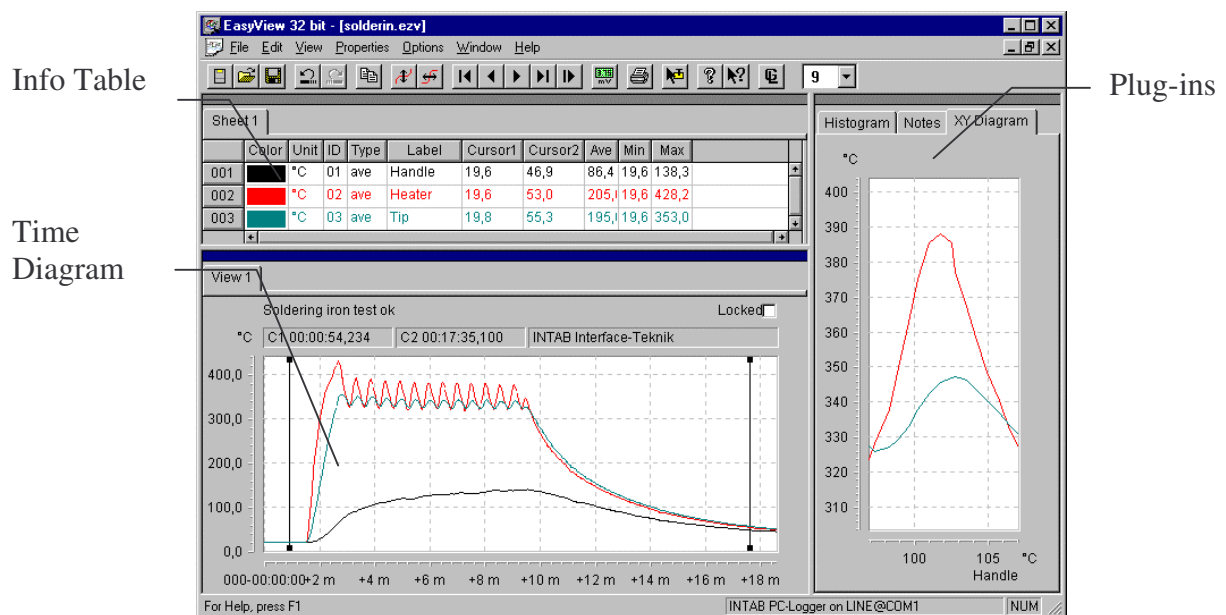 EasyView 32 bit - [solderin.ezv]
File Edit View Properties Options Window Help
3.75 mV
9
Info Table
Plug-ins
Sheet 1
Color Unit ID Type Label Cursor1 Cursor2 Ave Min Max
001 °C 01 ave Handle 19,6 46,9 86,4 19,6 138,3
002 °C 02 ave Heater 19,6 53,0 205, 19,6 428,2
003 °C 03 ave Tip 19,8 55,3 195, 19,6 353,0
Time
Diagram
View 1
Soldering iron test ok
Locked
°C C1 00:00:54,234 C2 00:17:35,100 INTAB Interface-Teknik
400,0
300,0
200,0
100,0
0,0
000-00:00:00 +2 m +4 m +6 m +8 m +10 m +12 m +14 m +16 m +18 m
Histogram Notes XY Diagram
°C
400
390
380
370
360
350
340
330
320
310
100 105 °C
Handle
For Help, press F1
INTAB PC-Logger on LINE@COM1
NUM